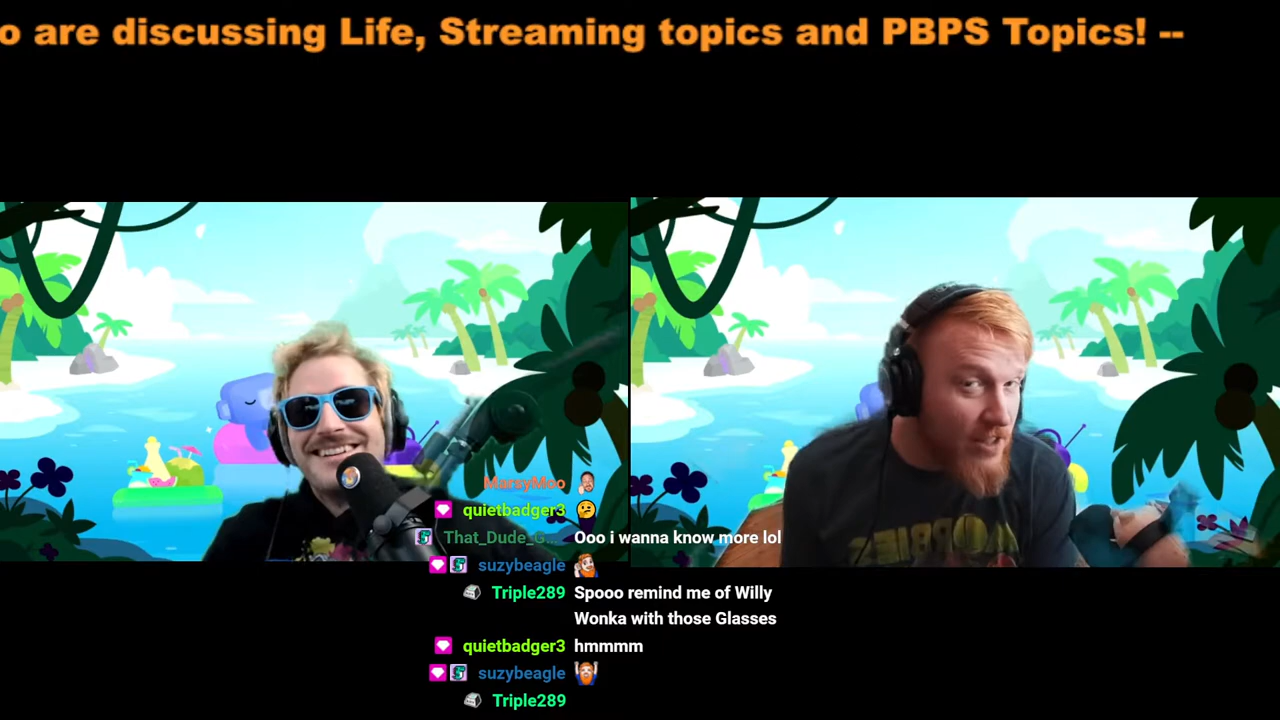 o are discussing Life, Streaming topics and PBPS Topics! --
MarsyMoo
quietbadger3
That_Dude_G... Ooo i wanna know more lol
suzybeagle
Triple289 Spooo remind me of Willy
Wonka with those Glasses
quietbadger3 hmmmm
suzybeagle
Triple289